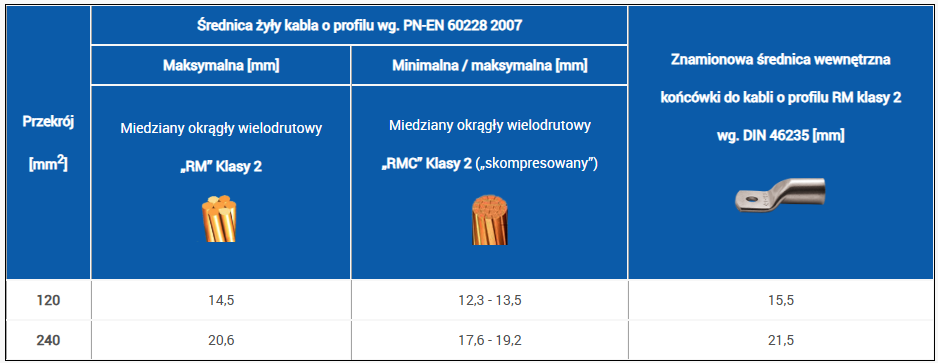 Średnica żyły kabla o profilu wg. PN-EN 60228 2007
Maksymalna [mm]
Minimalna / maksymalna [mm]
Znamionowa średnica wewnętrzna
końcówki do kabli o profilu RM klasy 2
wg. DIN 46235 [mm]
Przekrój
[mm²]
Miedziany okrągły wielodrutowy
„RM” Klasy 2
Miedziany okrągły wielodrutowy
„RMC” Klasy 2 („skompresowany”)
120 14,5 12,3 - 13,5 15,5
240 20,6 17,6 - 19,2 21,5